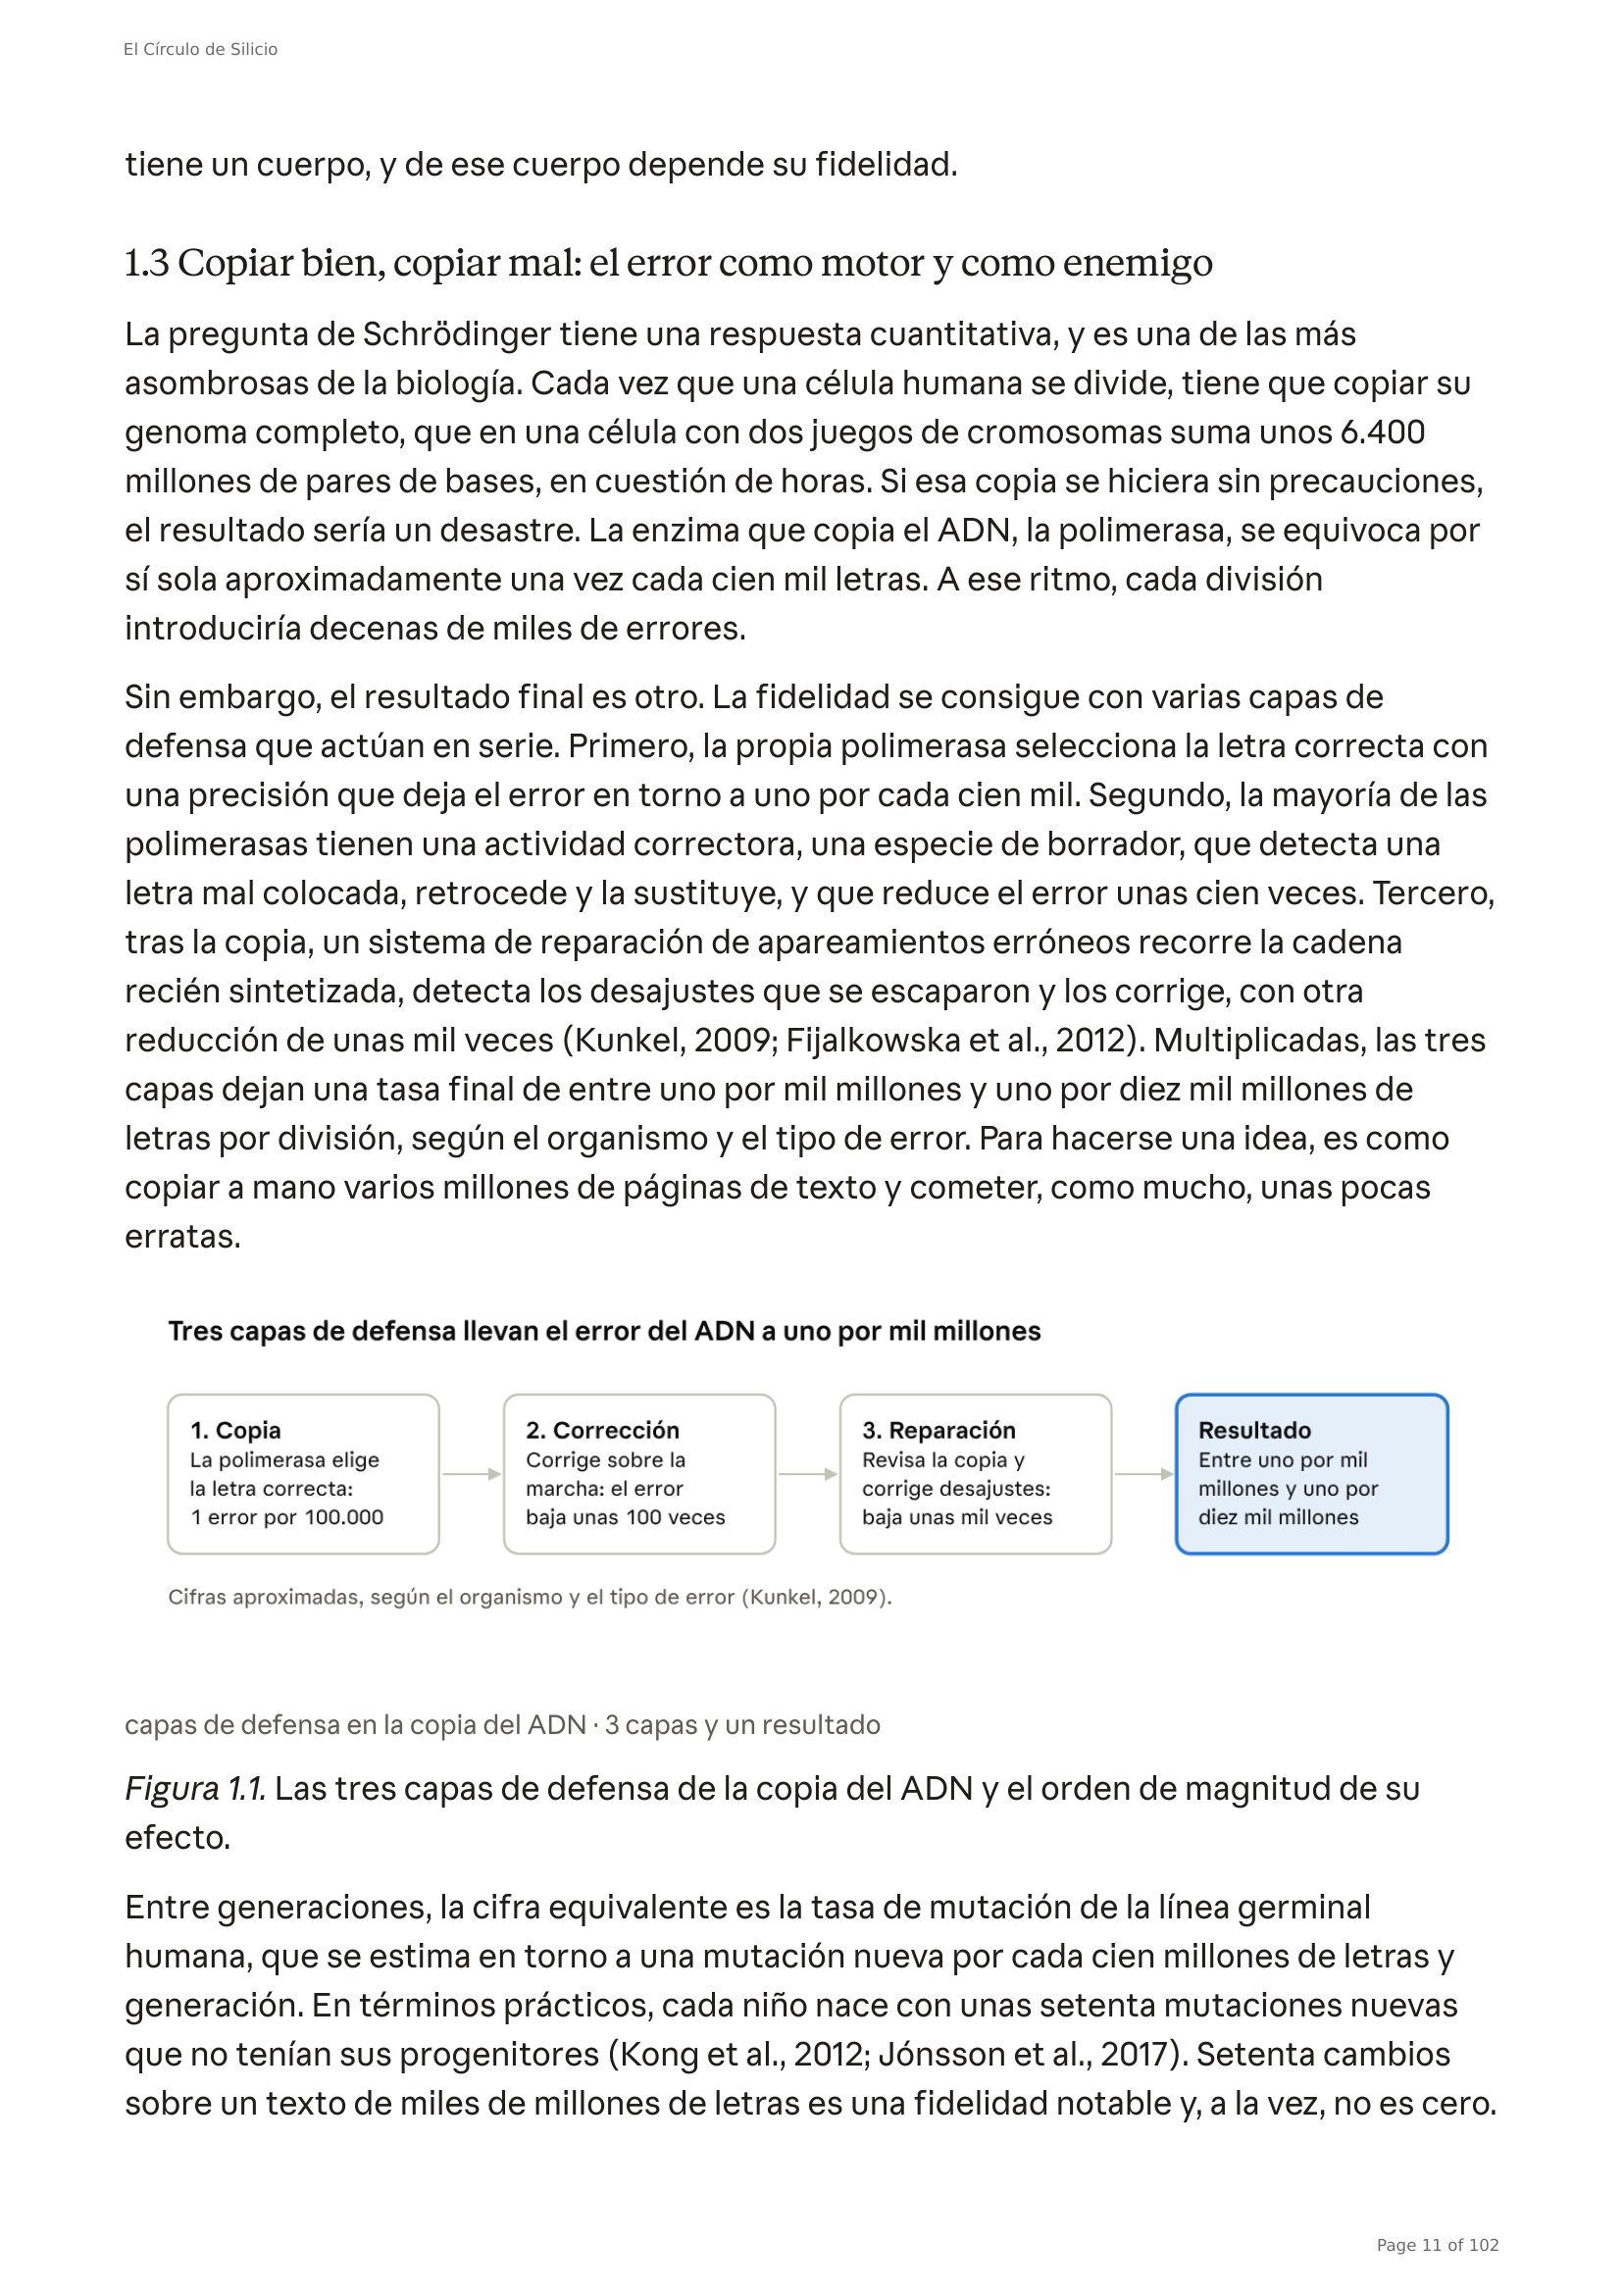 El Círculo de Silicio
tiene un cuerpo, y de ese cuerpo depende su fidelidad.
1.3 Copiar bien, copiar mal: el error como motor y como enemigo
La pregunta de Schrödinger tiene una respuesta cuantitativa, y es una de las más
asombrosas de la biología. Cada vez que una célula humana se divide, tiene que copiar su
genoma completo, que en una célula con dos juegos de cromosomas suma unos 6.400
millones de pares de bases, en cuestión de horas. Si esa copia se hiciera sin precauciones,
el resultado sería un desastre. La enzima que copia el ADN, la polimerasa, se equivoca por
sí sola aproximadamente una vez cada cien mil letras. A ese ritmo, cada división
introduciría decenas de miles de errores.
Sin embargo, el resultado final es otro. La fidelidad se consigue con varias capas de
defensa que actúan en serie. Primero, la propia polimerasa selecciona la letra correcta con
una precisión que deja el error en torno a uno por cada cien mil. Segundo, la mayoría de las
polimerasas tienen una actividad correctora, una especie de borrador, que detecta una
letra mal colocada, retrocede y la sustituye, y que reduce el error unas cien veces. Tercero,
tras la copia, un sistema de reparación de apareamientos erróneos recorre la cadena
recién sintetizada, detecta los desajustes que se escaparon y los corrige, con otra
reducción de unas mil veces (Kunkel, 2009; Fijalkowska et al., 2012). Multiplicadas, las tres
capas dejan una tasa final de entre uno por mil millones y uno por diez mil millones de
letras por división, según el organismo y el tipo de error. Para hacerse una idea, es como
copiar a mano varios millones de páginas de texto y cometer, como mucho, unas pocas
erratas.
Tres capas de defensa llevan el error del ADN a uno por mil millones
1. Copia
La polimerasa elige
la letra correcta:
1 error por 100.000
2. Corrección
Corrige sobre la
marcha: el error
baja unas 100 veces
3. Reparación
Revisa la copia y
corrige desajustes:
baja unas mil veces
Resultado
Entre uno por mil
millones y uno por
diez mil millones
Cifras aproximadas, según el organismo y el tipo de error (Kunkel, 2009).
capas de defensa en la copia del ADN · 3 capas y un resultado
Figura 1.1. Las tres capas de defensa de la copia del ADN y el orden de magnitud de su
efecto.
Entre generaciones, la cifra equivalente es la tasa de mutación de la línea germinal
humana, que se estima en torno a una mutación nueva por cada cien millones de letras y
generación. En términos prácticos, cada niño nace con unas setenta mutaciones nuevas
que no tenían sus progenitores (Kong et al., 2012; Jónsson et al., 2017). Setenta cambios
sobre un texto de miles de millones de letras es una fidelidad notable y, a la vez, no es cero.
Page 11 of 102